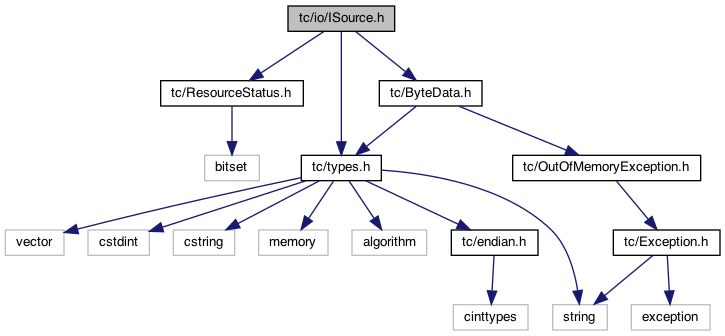 tc/io/ISource.h
tc/ResourceStatus.h
tc/ByteData.h
bitset
tc/types.h
tc/OutOfMemoryException.h
vector
cstdint
cstring
memory
algorithm
tc/endian.h
tc/Exception.h
cinttypes
string
exception